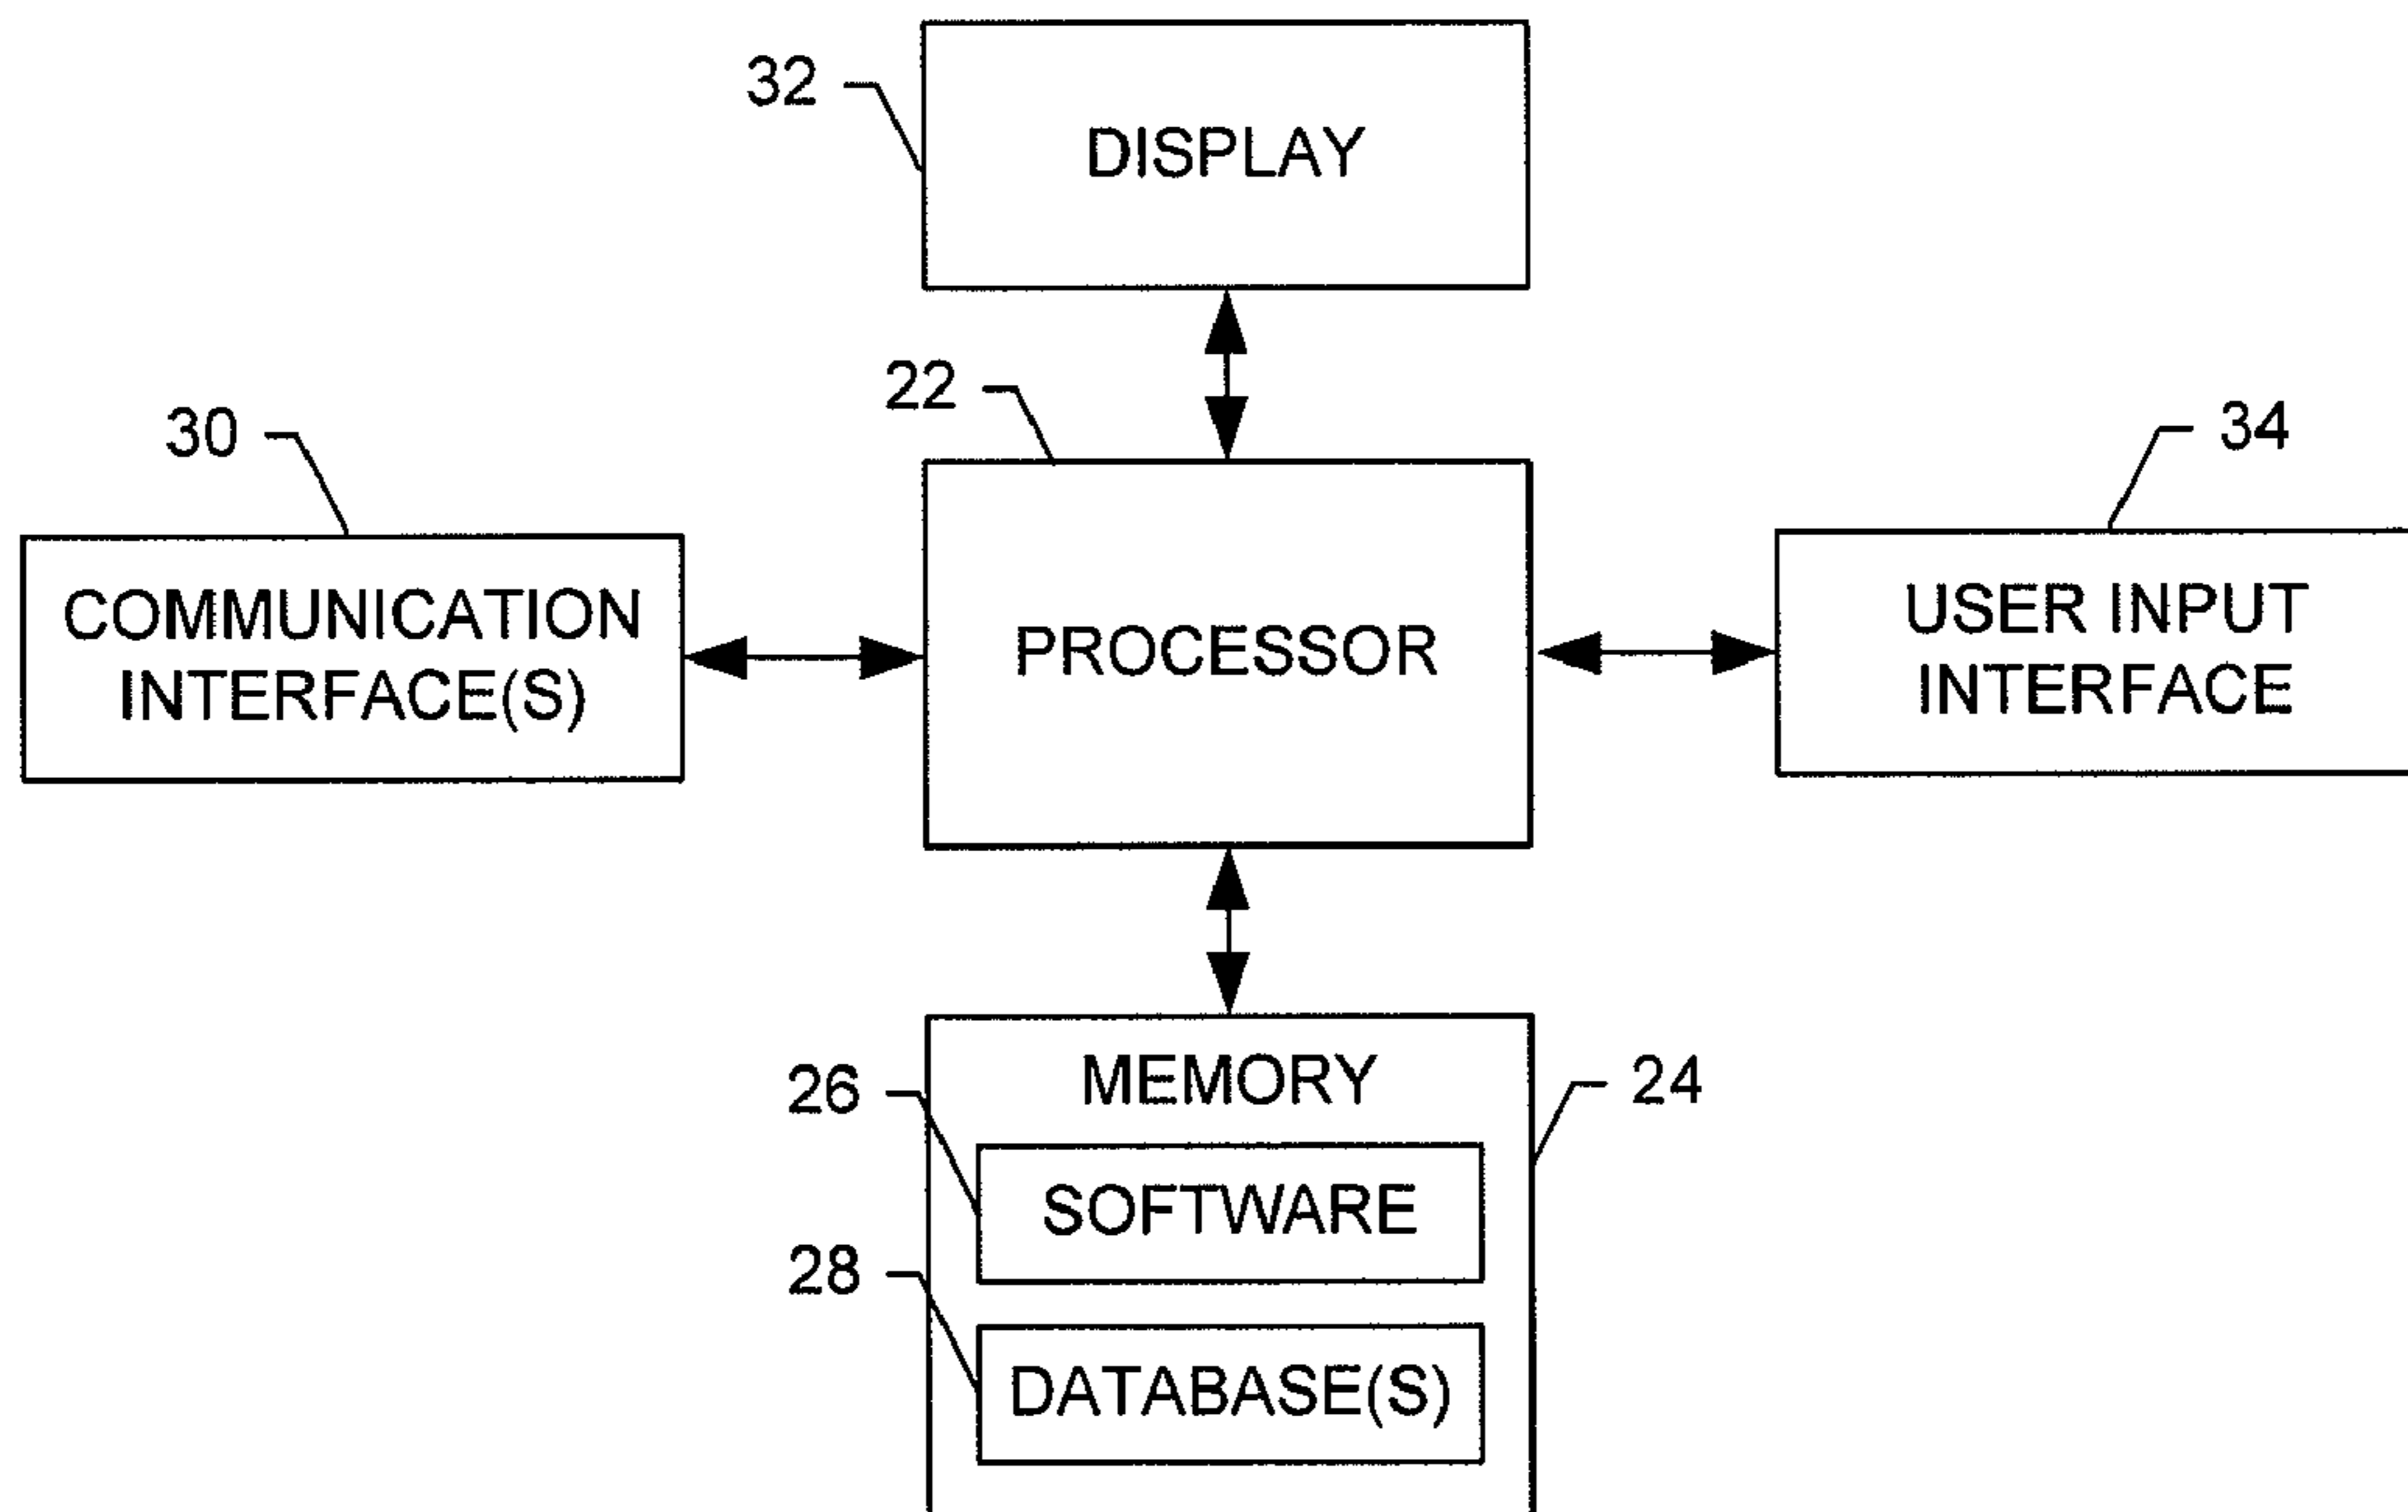 32
DISPLAY
22
30
34
COMMUNICATION
INTERFACE(S)
PROCESSOR
USER INPUT
INTERFACE
MEMORY
26
24
SOFTWARE
28
DATABASE(S)